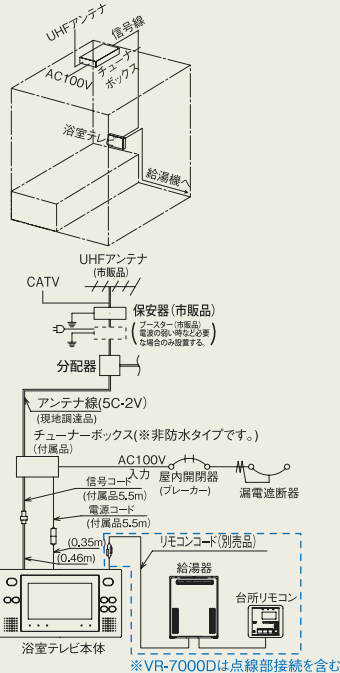 UHFアンテナ
信号線
AC100V
チューナー
ボックス
浴室テレビ
給湯機へ
UHFアンテナ
(市販品)
CATV
保安器(市販品)
ブースター(市販品)
電波の弱い時など必要
な場合のみ設置する。
分配器
アンテナ線(5C-2V)
(現地調達品)
チューナーボックス(※非防水タイプです。)
(付属品)
AC100V
入力
屋内開閉器
(ブレーカー)
漏電遮断器
信号コード
(付属品5.5m)
電源コード
(付属品5.5m)
(0.35m)
(0.46m)
リモコンコード(別売品)
給湯器
台所リモコン
浴室テレビ本体
※VR-7000Dは点線部接続を含む